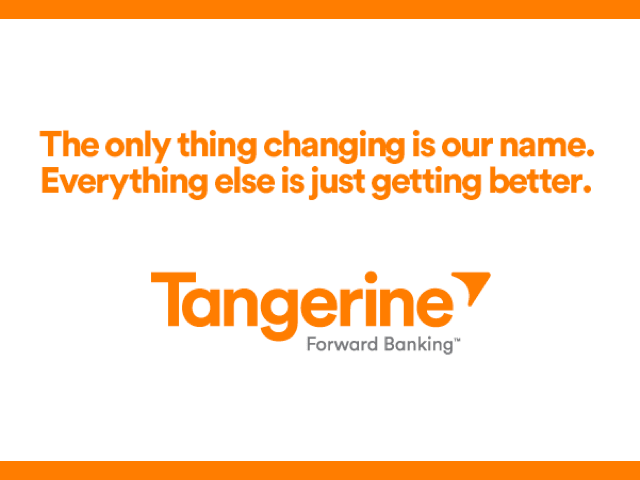 The only thing changing is our name.
Everything else is just getting better.
Tangerine
Forward Banking™